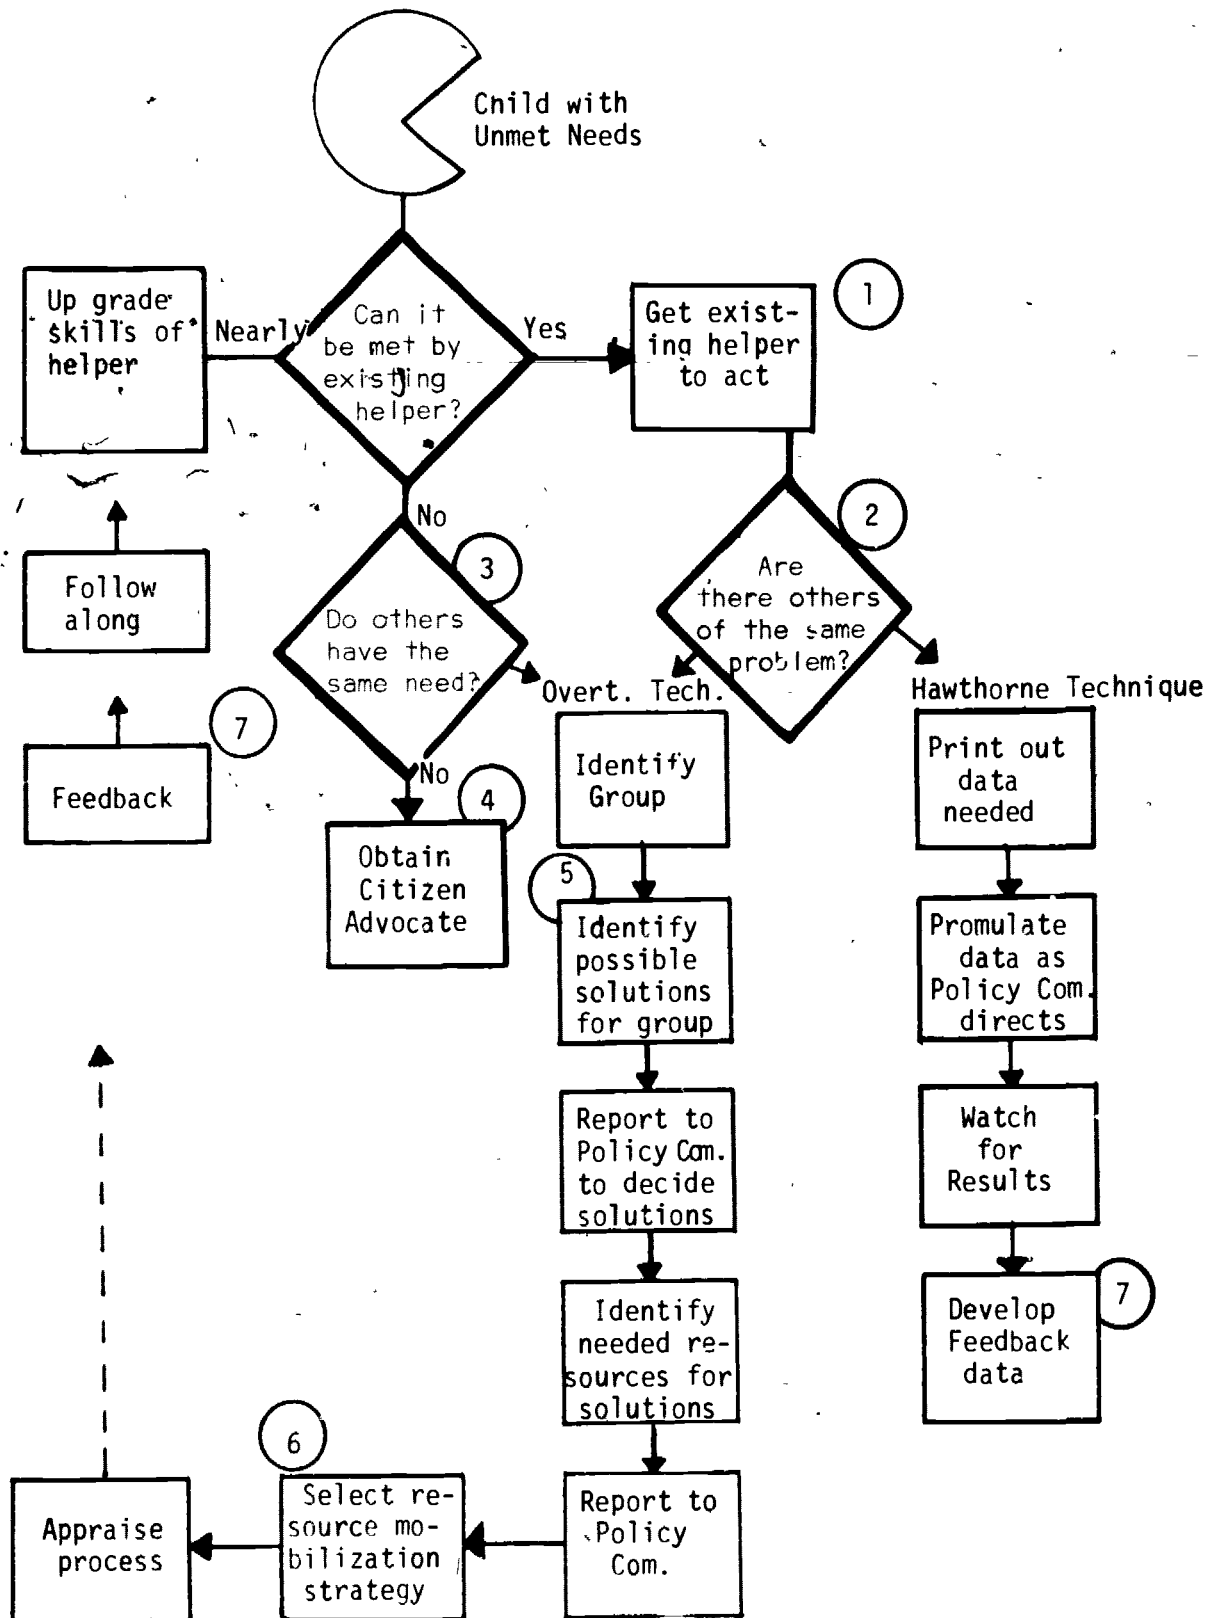 Child with
Unmet Needs
Up grade
skills of
helper
Nearly
Can it
be met by
existing
helper?
Yes
Get exist-
ing helper
to act
1
No
2
Are
there others
of the same
problem?
3
Do others
have the
same need?
Follow
along
7
Feedback
No
4
Obtain
Citizen
Advocate
Overt. Tech.
Identify
Group
5
Identify
possible
solutions
for group
Report to
Policy Com.
to decide
solutions
Identify
needed re-
sources for
solutions
Report to
Policy
Com.
6
Select re-
source mo-
bilization
strategy
Appraise
process
Hawthorne Technique
Print out
data
needed
Promulate
data as
Policy Com.
directs
Watch
for
Results
7
Develop
Feedback
data